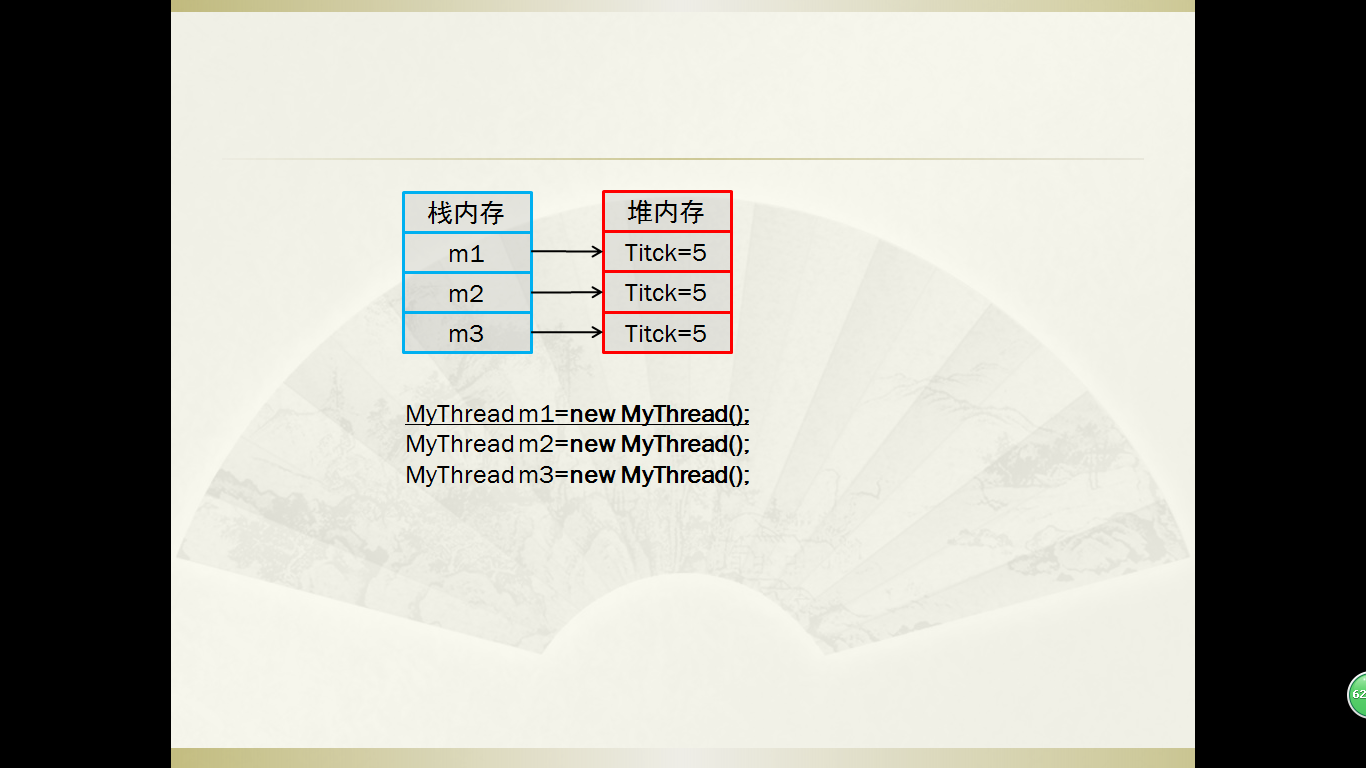 栈内存 堆内存
m1 Titck=5
m2 Titck=5
m3 Titck=5
MyThread m1=new MyThread();
MyThread m2=new MyThread();
MyThread m3=new MyThread();
62